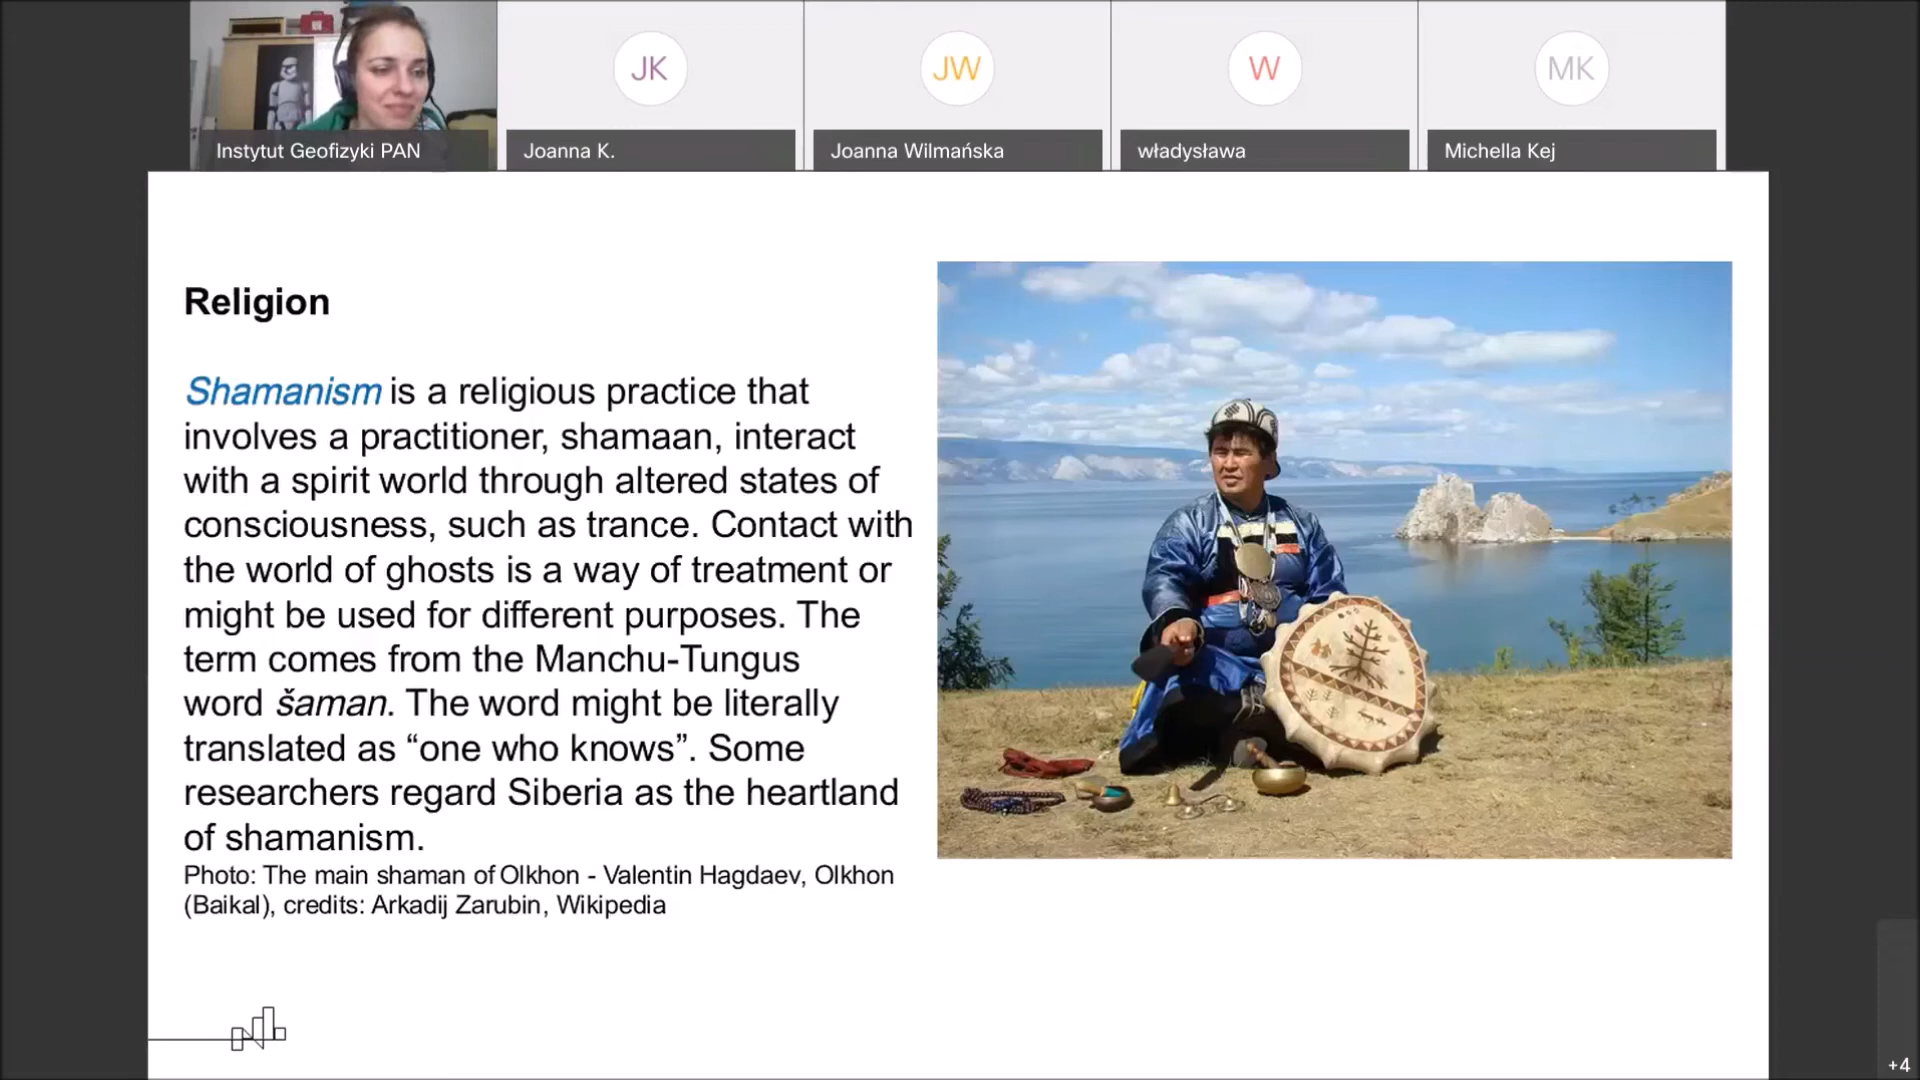 JK
JW
W
MK
Instytut Geofizyki PAN
Joanna K.
Joanna Wilmańska
władysława
Michella Kej
Religion
Shamanism is a religious practice that
involves a practitioner, shamaan, interact
with a spirit world through altered states of
consciousness, such as trance. Contact with
the world of ghosts is a way of treatment or
might be used for different purposes. The
term comes from the Manchu-Tungus
word šaman. The word might be literally
translated as “one who knows”. Some
researchers regard Siberia as the heartland
of shamanism.
Photo: The main shaman of Olkhon - Valentin Hagdaev, Olkhon
(Baikal), credits: Arkadij Zarubin, Wikipedia
+4